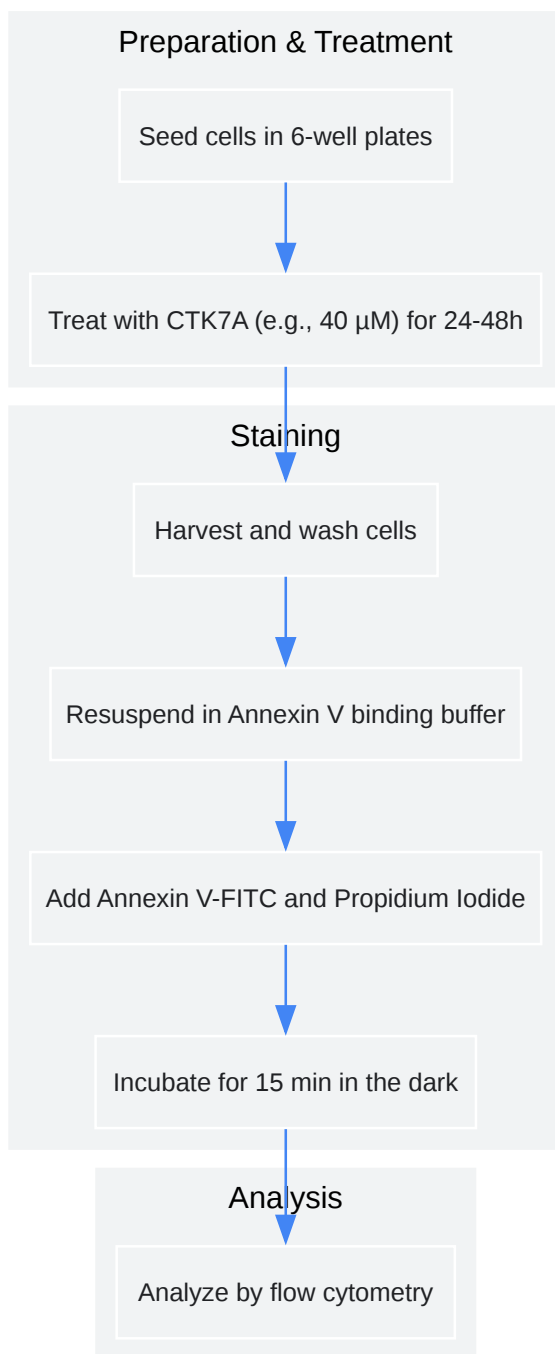 Preparation & Treatment
Seed cells in 6-well plates
Treat with CTK7A (e.g., 40 µM) for 24-48h
Staining
Harvest and wash cells
Resuspend in Annexin V binding buffer
Add Annexin V-FITC and Propidium Iodide
Incubate for 15 min in the dark
Analysis
Analyze by flow cytometry